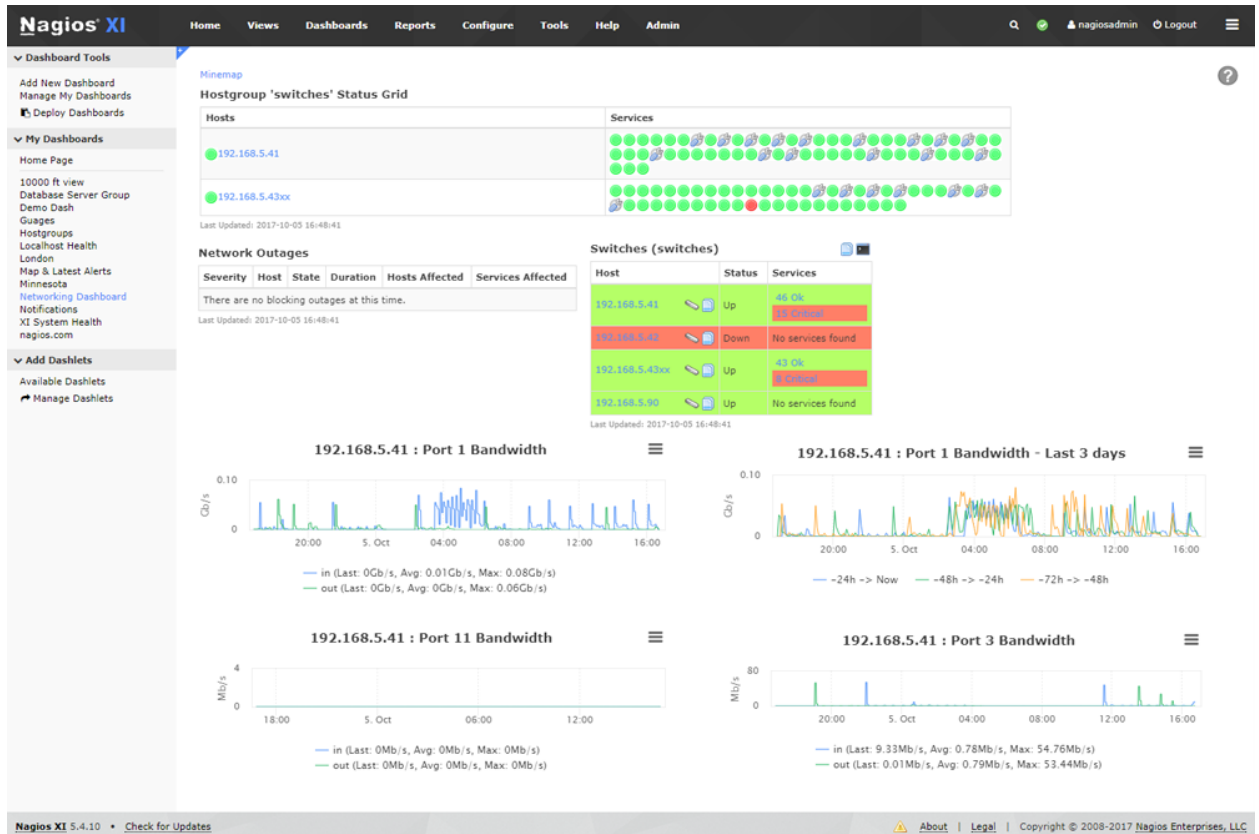 Nagios® XI Home Views Dashboards Reports Configure Tools Help Admin nagiosadmin Logout
Dashboard Tools
Add New Dashboard
Manage My Dashboards
Deploy Dashboards
My Dashboards
Home Page
10000 ft view
Database Server Group
Demo Dash
Guages
Hostgroups
Localhost Health
London
Map & Latest Alerts
Minnesota
Networking Dashboard
Notifications
XI System Health
nagios.com
Add Dashlets
Available Dashlets
Manage Dashlets
Minemap
Hostgroup 'switches' Status Grid
Hosts Services
192.168.5.41
192.168.5.43xx
Last Updated: 2017-10-05 16:48:41
Network Outages
Severity Host State Duration Hosts Affected Services Affected
There are no blocking outages at this time.
Last Updated: 2017-10-05 16:48:41
Switches (switches)
Host Status Services
192.168.5.41 Up 46 Ok
15 Critical
192.168.5.42 Down No services found
192.168.5.43xx Up 43 Ok
8 Critical
192.168.5.90 Up No services found
Last Updated: 2017-10-05 16:48:41
192.168.5.41 : Port 1 Bandwidth
0.10
Gb/s
0
20:00 5. Oct 04:00 08:00 12:00 16:00
in (Last: 0Gb/s, Avg: 0.01Gb/s, Max: 0.08Gb/s)
out (Last: 0Gb/s, Avg: 0Gb/s, Max: 0.06Gb/s)
192.168.5.41 : Port 1 Bandwidth - Last 3 days
0.10
Gb/s
0
20:00 5. Oct 04:00 08:00 12:00 16:00
-24h -> Now -48h -> -24h -72h -> -48h
192.168.5.41 : Port 11 Bandwidth
4
Mb/s
0
18:00 5. Oct 06:00 12:00
in (Last: 0Mb/s, Avg: 0Mb/s, Max: 0Mb/s)
out (Last: 0Mb/s, Avg: 0Mb/s, Max: 0Mb/s)
192.168.5.41 : Port 3 Bandwidth
80
Mb/s
0
20:00 5. Oct 04:00 08:00 12:00 16:00
in (Last: 9.33Mb/s, Avg: 0.78Mb/s, Max: 54.76Mb/s)
out (Last: 0.01Mb/s, Avg: 0.79Mb/s, Max: 53.44Mb/s)
Nagios XI 5.4.10 • Check for Updates About | Legal | Copyright © 2008-2017 Nagios Enterprises, LLC